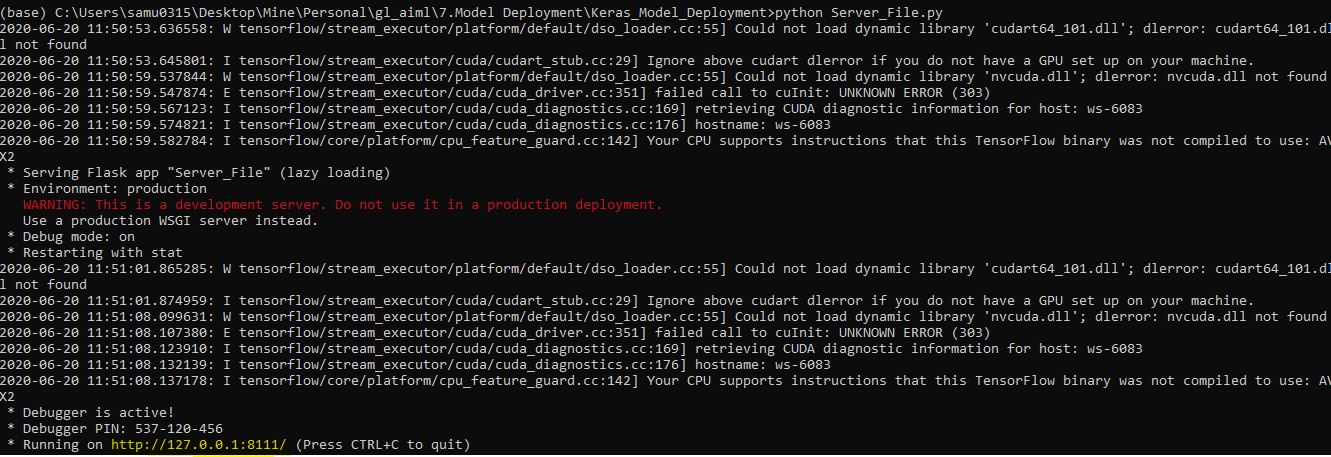 (base) C:\Users\samu0315\Desktop\Mine\Personal\gl_aiml\7.Model Deployment\Keras_Model_Deployment>python Server_File.py
2020-06-20 11:50:53.636558: W tensorflow/stream_executor/platform/default/dso_loader.cc:55] Could not load dynamic library 'cudart64_101.dll'; dlerror: cudart64_101.dl
l not found
2020-06-20 11:50:53.645801: I tensorflow/stream_executor/cuda/cudart_stub.cc:29] Ignore above cudart dlerror if you do not have a GPU set up on your machine.
2020-06-20 11:50:59.537844: W tensorflow/stream_executor/platform/default/dso_loader.cc:55] Could not load dynamic library 'nvcuda.dll'; dlerror: nvcuda.dll not found
2020-06-20 11:50:59.547874: E tensorflow/stream_executor/cuda/cuda_driver.cc:351] failed call to cuInit: UNKNOWN ERROR (303)
2020-06-20 11:50:59.567123: I tensorflow/stream_executor/cuda/cuda_diagnostics.cc:169] retrieving CUDA diagnostic information for host: ws-6083
2020-06-20 11:50:59.574821: I tensorflow/stream_executor/cuda/cuda_diagnostics.cc:176] hostname: ws-6083
2020-06-20 11:50:59.582784: I tensorflow/core/platform/cpu_feature_guard.cc:142] Your CPU supports instructions that this TensorFlow binary was not compiled to use: AV
X2
 * Serving Flask app "Server_File" (lazy loading)
 * Environment: production
   WARNING: This is a development server. Do not use it in a production deployment.
   Use a production WSGI server instead.
 * Debug mode: on
 * Restarting with stat
2020-06-20 11:51:01.865285: W tensorflow/stream_executor/platform/default/dso_loader.cc:55] Could not load dynamic library 'cudart64_101.dll'; dlerror: cudart64_101.dl
l not found
2020-06-20 11:51:01.874959: I tensorflow/stream_executor/cuda/cudart_stub.cc:29] Ignore above cudart dlerror if you do not have a GPU set up on your machine.
2020-06-20 11:51:08.099631: W tensorflow/stream_executor/platform/default/dso_loader.cc:55] Could not load dynamic library 'nvcuda.dll'; dlerror: nvcuda.dll not found
2020-06-20 11:51:08.107380: E tensorflow/stream_executor/cuda/cuda_driver.cc:351] failed call to cuInit: UNKNOWN ERROR (303)
2020-06-20 11:51:08.123910: I tensorflow/stream_executor/cuda/cuda_diagnostics.cc:169] retrieving CUDA diagnostic information for host: ws-6083
2020-06-20 11:51:08.132139: I tensorflow/stream_executor/cuda/cuda_diagnostics.cc:176] hostname: ws-6083
2020-06-20 11:51:08.137178: I tensorflow/core/platform/cpu_feature_guard.cc:142] Your CPU supports instructions that this TensorFlow binary was not compiled to use: AV
X2
 * Debugger is active!
 * Debugger PIN: 537-120-456
 * Running on http://127.0.0.1:8111/ (Press CTRL+C to quit)